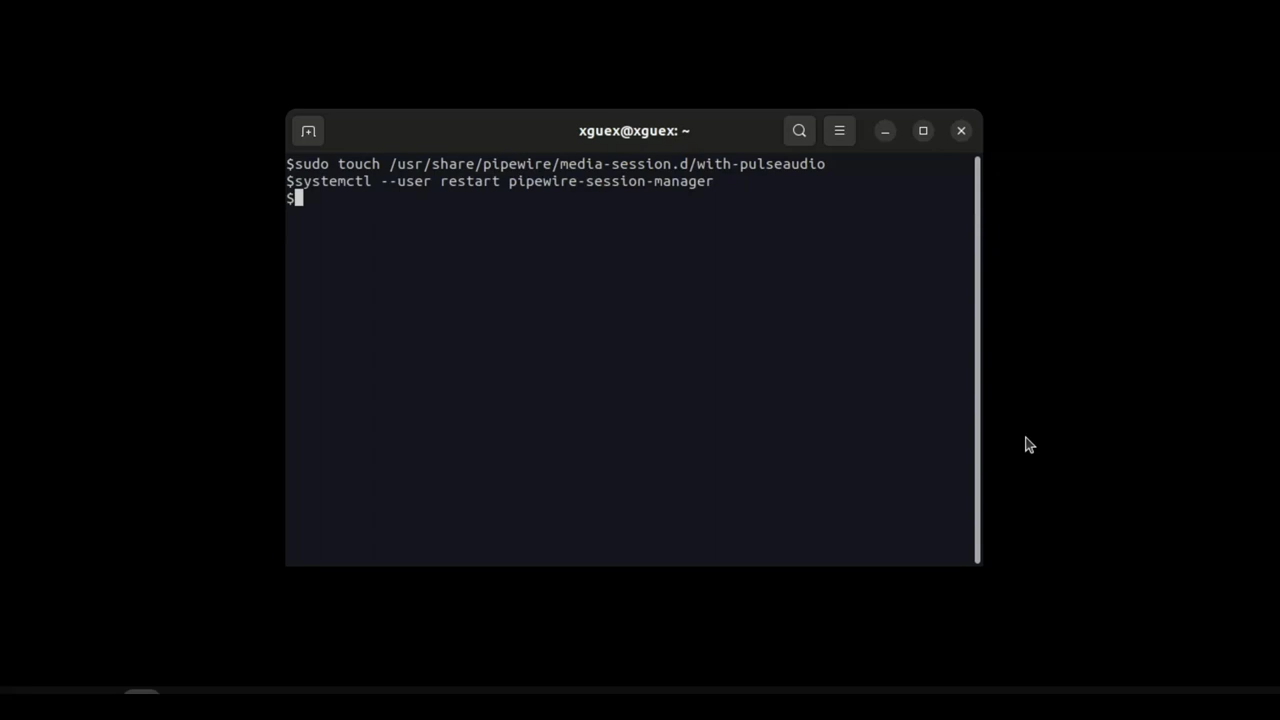 xguex@xguex: ~
$sudo touch /usr/share/pipewire/media-session.d/with-pulseaudio
$systemctl --user restart pipewire-session-manager
$